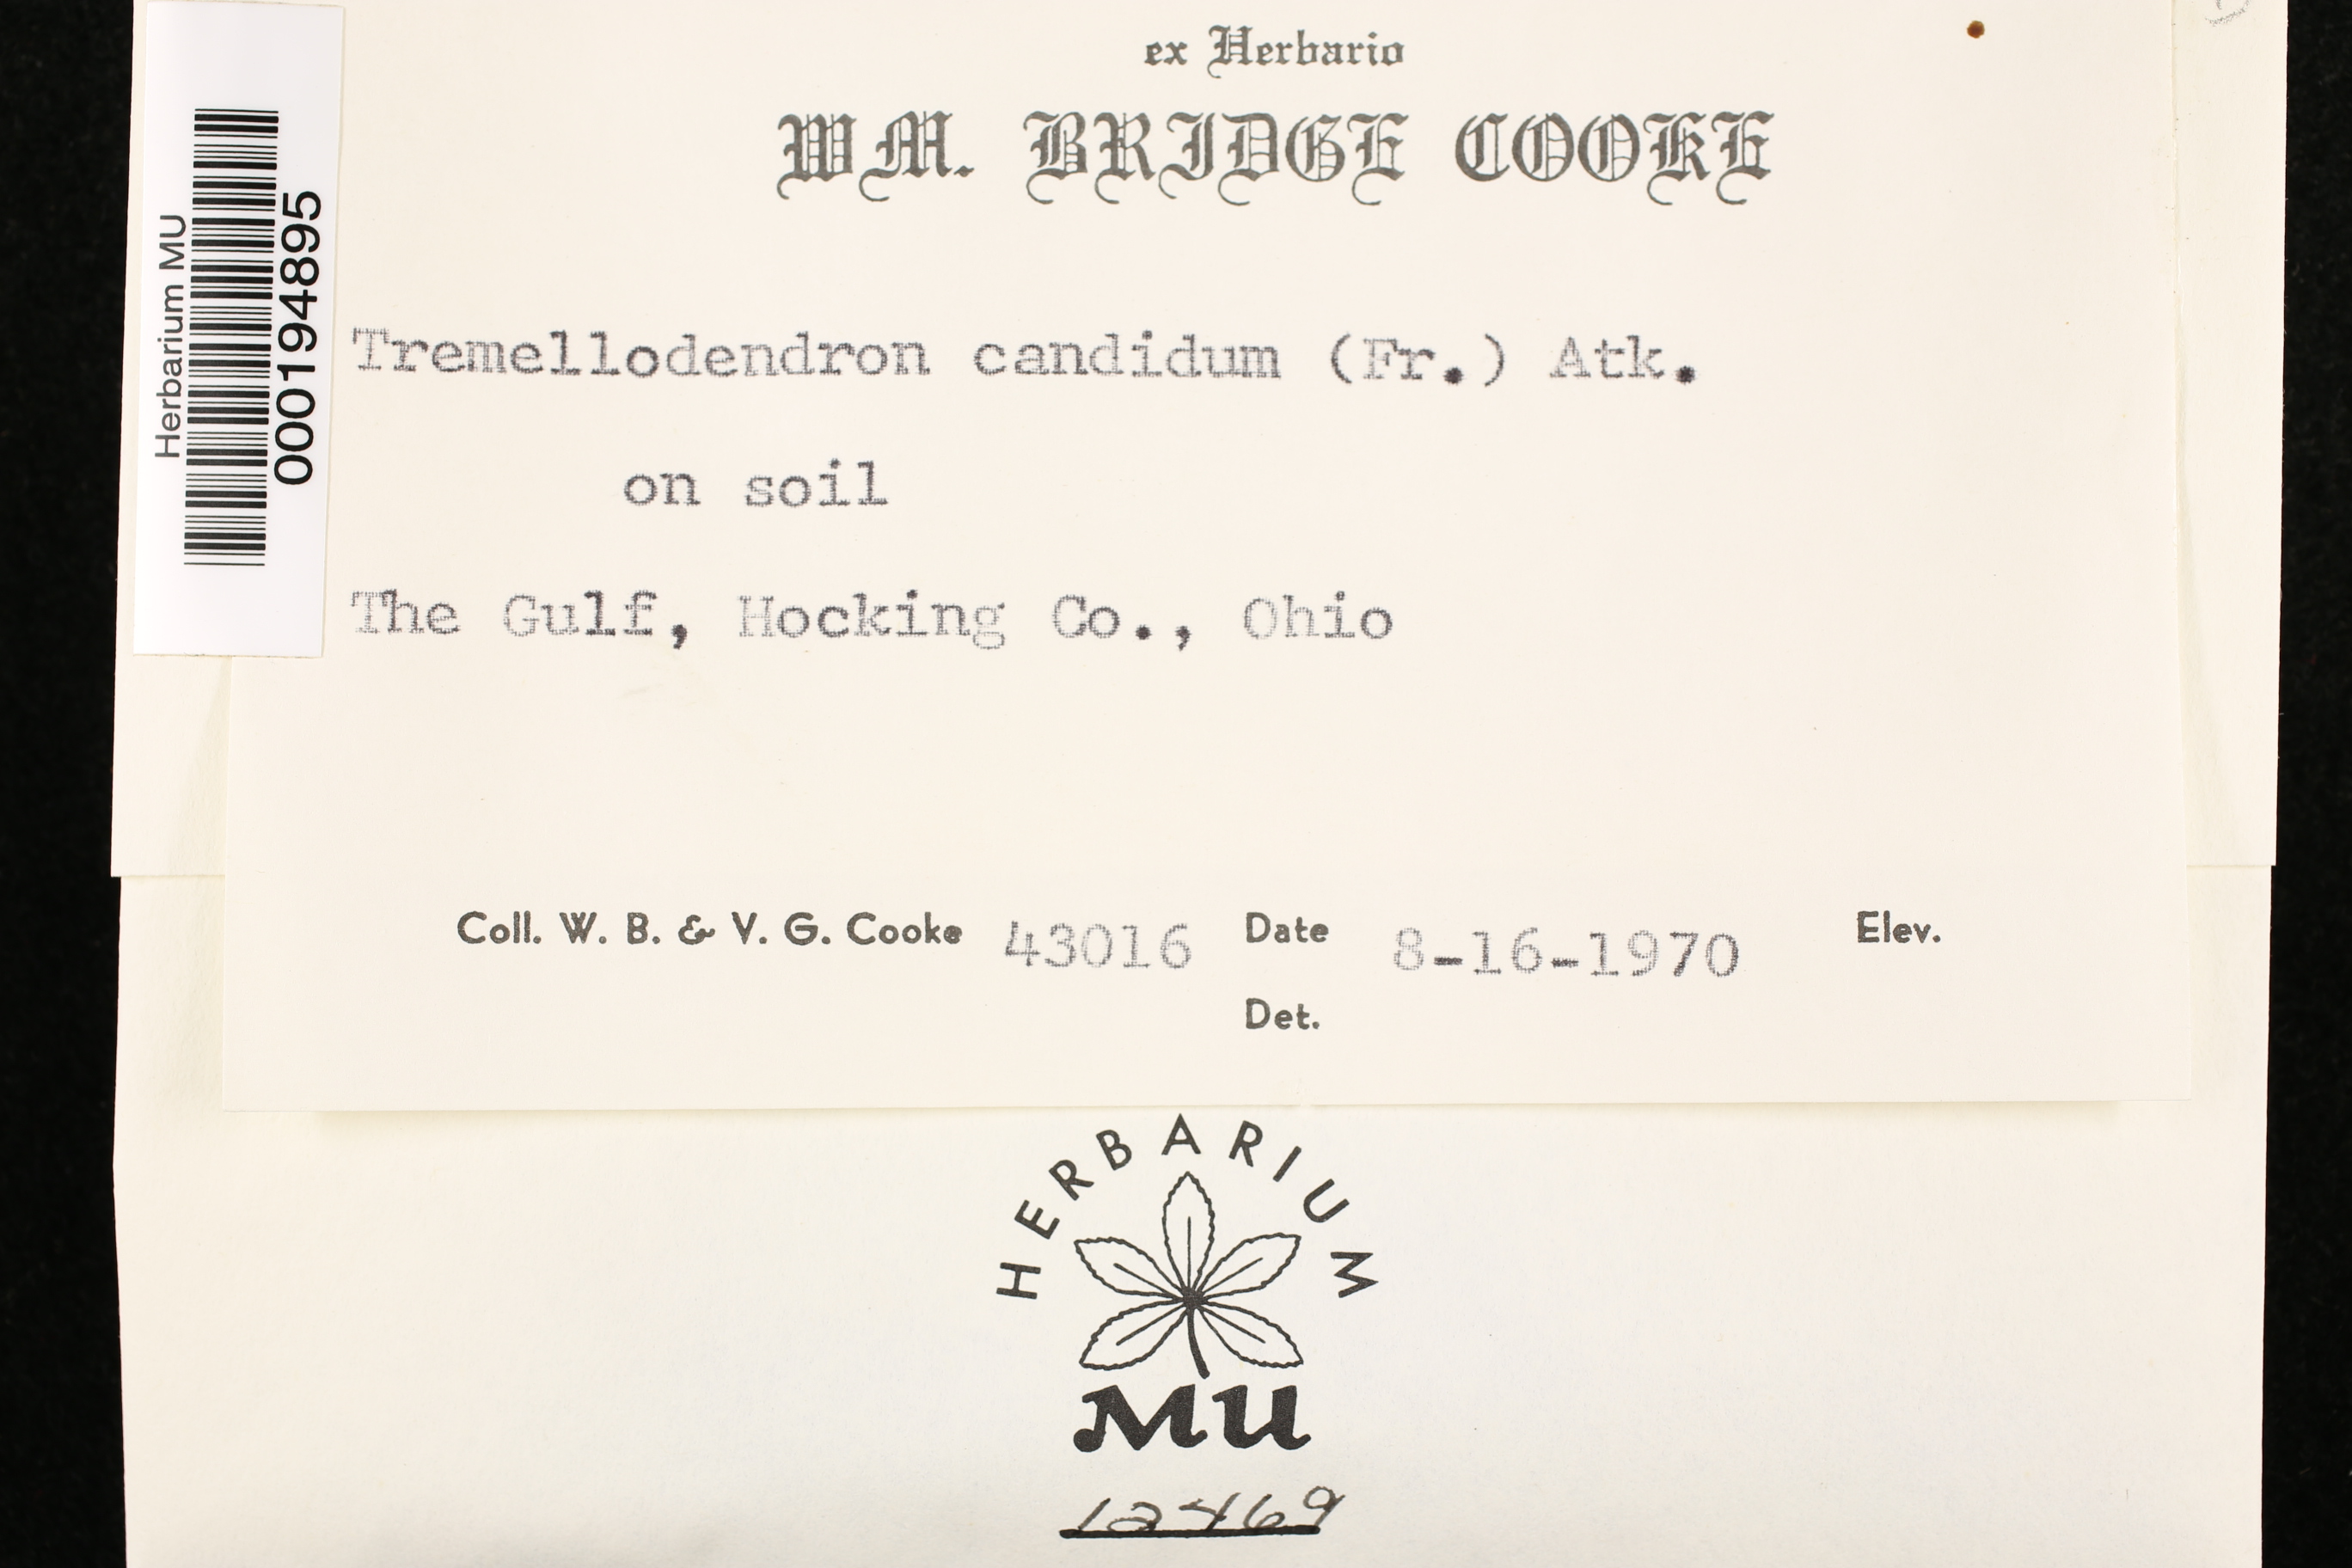 ex Herbario
WM. BRIDGE COOKE
Herbarium MU
000194895
Tremellodendron candidum (Fr.) Atk.
on soil
The Gulf, Hocking Co., Ohio
Coll. W. B. & V. G. Cooke 43016 Date 8-16-1970 Elev.
Det.
HERBARIUM
MU
12469